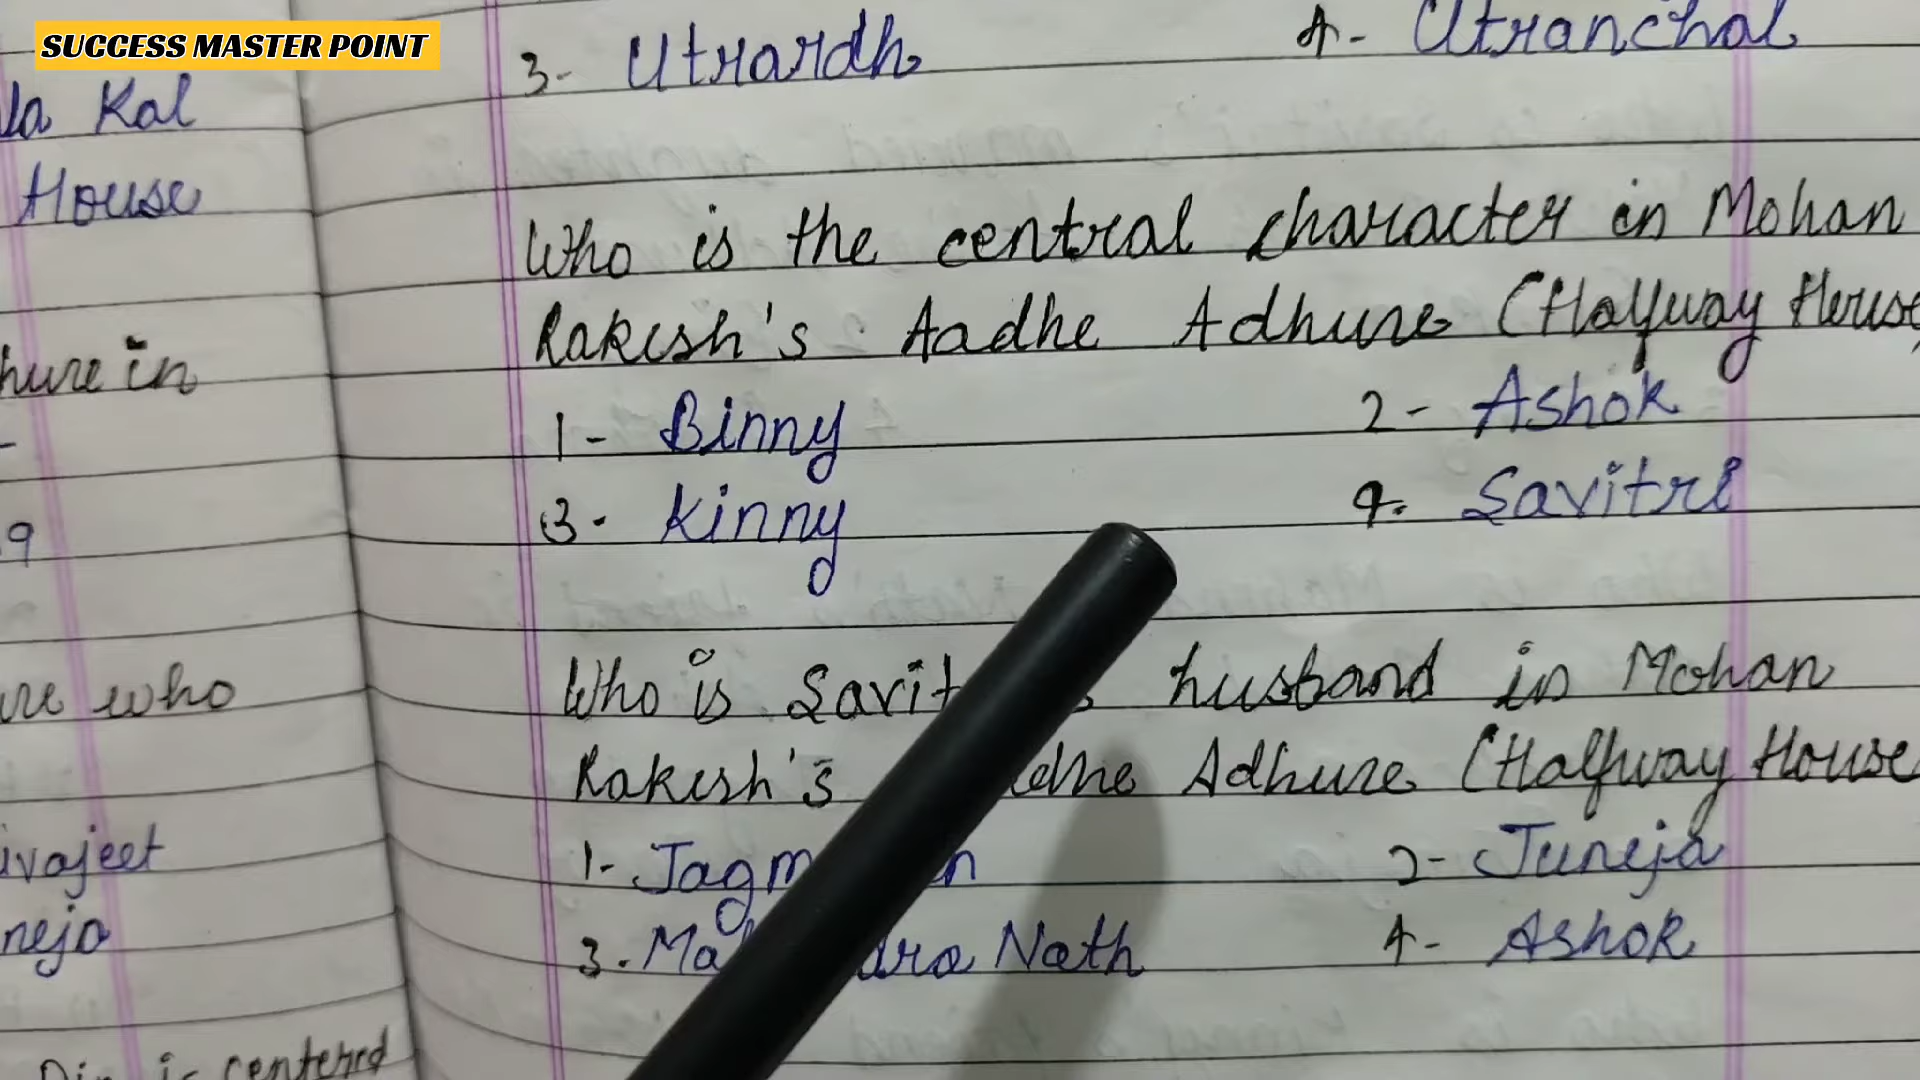 SUCCESS MASTER POINT
la Kal
House
hure in
9
ure who
ivajeet
neja
is centered
3- Utrardh
4- Utranchal
Who is the central character in Mohan
Rakesh's Aadhe Adhure (Halfway House
1- Binny
2- Ashok
3- Kinny
4. Savitri
Who is husband in Mohan
Rakesh's Adhure (Halfway House
1-
2- Juneja
3. Nath
4- Ashok